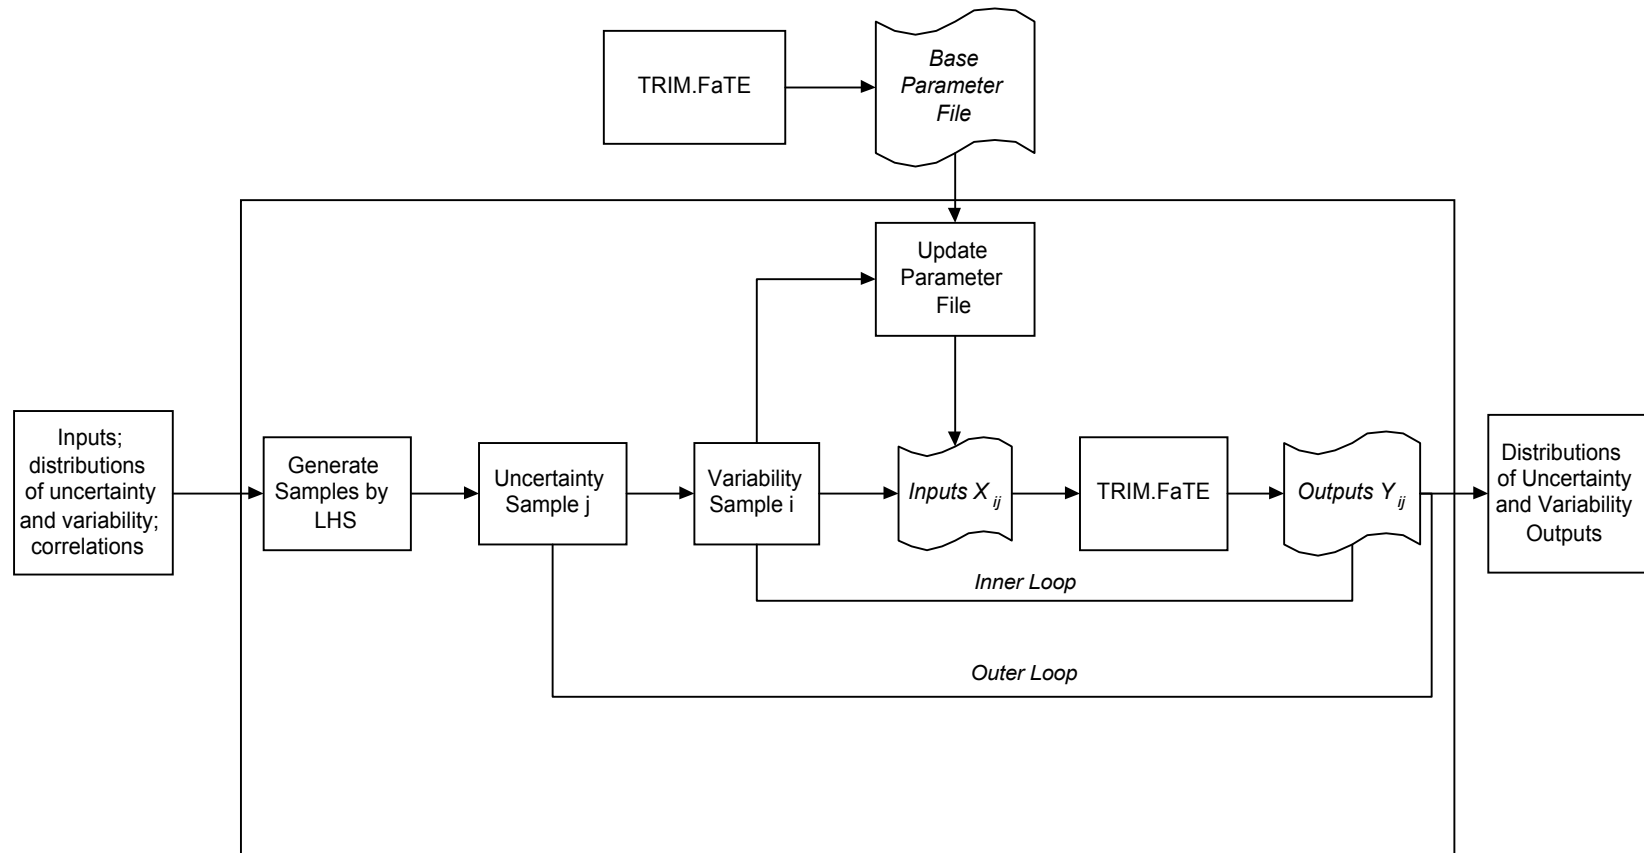 TRIM.FaTE
Base
Parameter
File
Update
Parameter
File
Inputs;
distributions
of uncertainty
and variability;
correlations
Generate
Samples by
LHS
Uncertainty
Sample j
Variability
Sample i
Inputs X ij
TRIM.FaTE
Outputs Y ij
Distributions
of Uncertainty
and Variability
Outputs
Inner Loop
Outer Loop